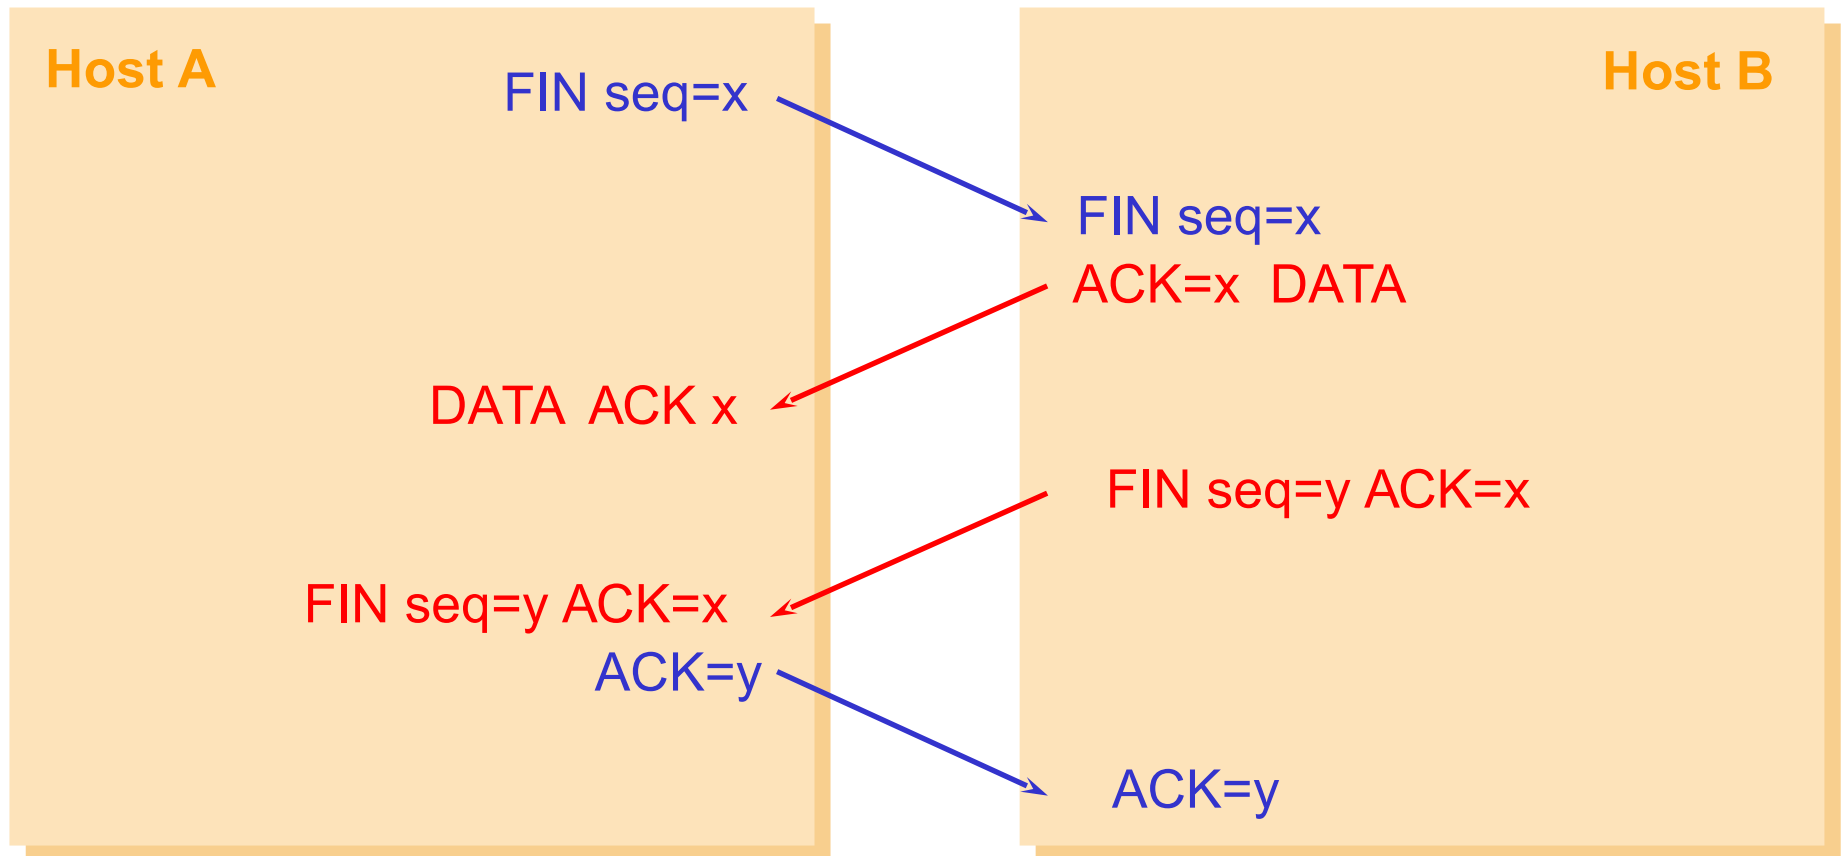 Host A
Host B
FIN seq=x
FIN seq=x
ACK=x DATA
DATA ACK x
FIN seq=y ACK=x
FIN seq=y ACK=x
ACK=y
ACK=y